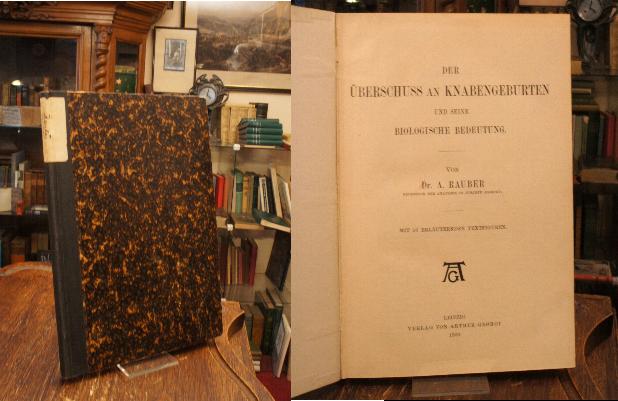 DER
ÜBERSCHUSS AN KNABENGEBURTEN
UND SEINE
BIOLOGISCHE BEDEUTUNG.
VON
Dr. A. RAUBER
MIT ERLÄUTERNDEN TEXTFIGUREN.
AG
LEIPZIG
VERLAG VON ARTHUR GEORGI